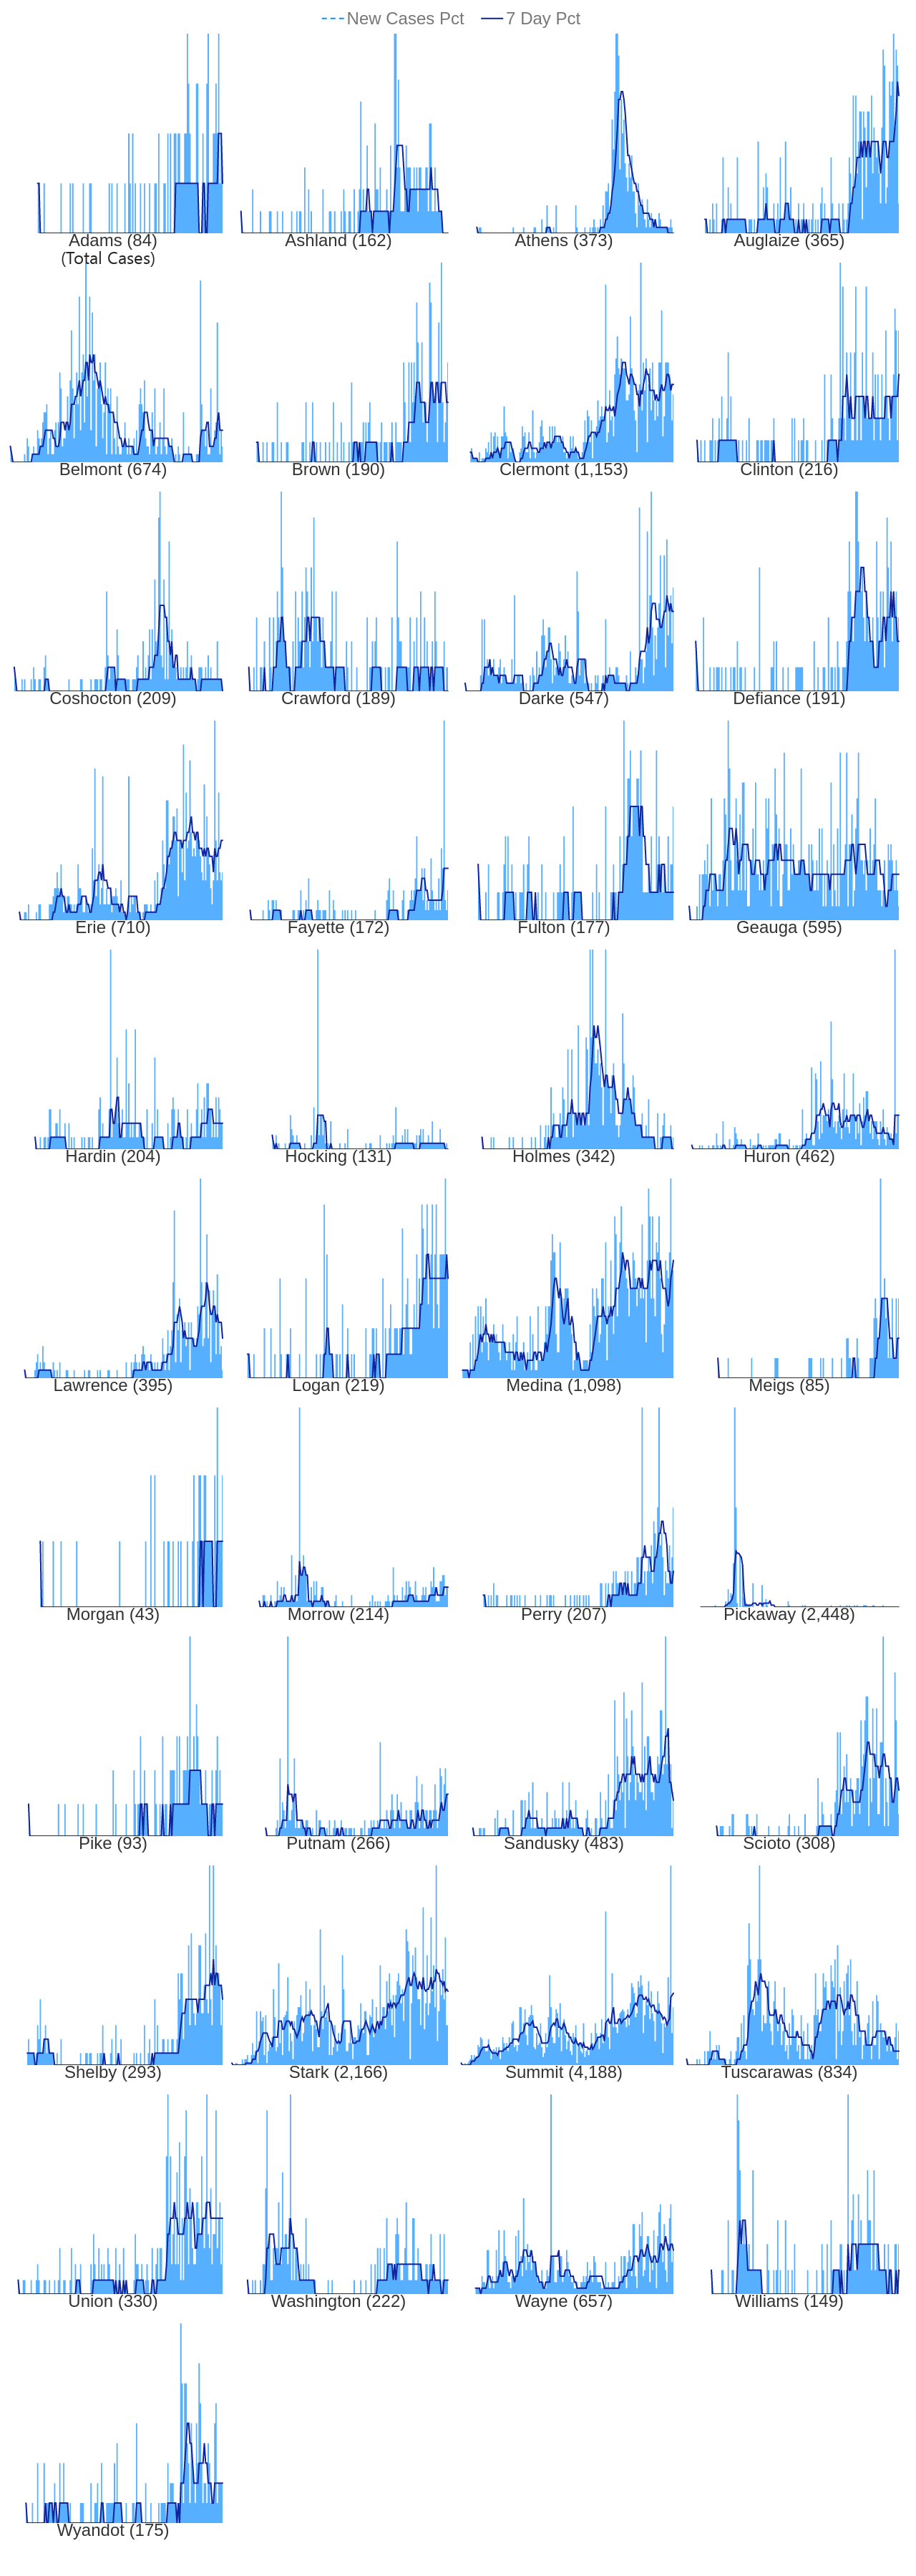 New Cases Pct 7 Day Pct
Adams (84) Ashland (162) Athens (373) Auglaize (365)
(Total Cases)
Belmont (674) Brown (190) Clermont (1,153) Clinton (216)
Coshocton (209) Crawford (189) Darke (547) Defiance (191)
Erie (710) Fayette (172) Fulton (177) Geauga (595)
Hardin (204) Hocking (131) Holmes (342) Huron (462)
Lawrence (395) Logan (219) Medina (1,098) Meigs (85)
Morgan (43) Morrow (214) Perry (207) Pickaway (2,448)
Pike (93) Putnam (266) Sandusky (483) Scioto (308)
Shelby (293) Stark (2,166) Summit (4,188) Tuscarawas (834)
Union (330) Washington (222) Wayne (657) Williams (149)
Wyandot (175)